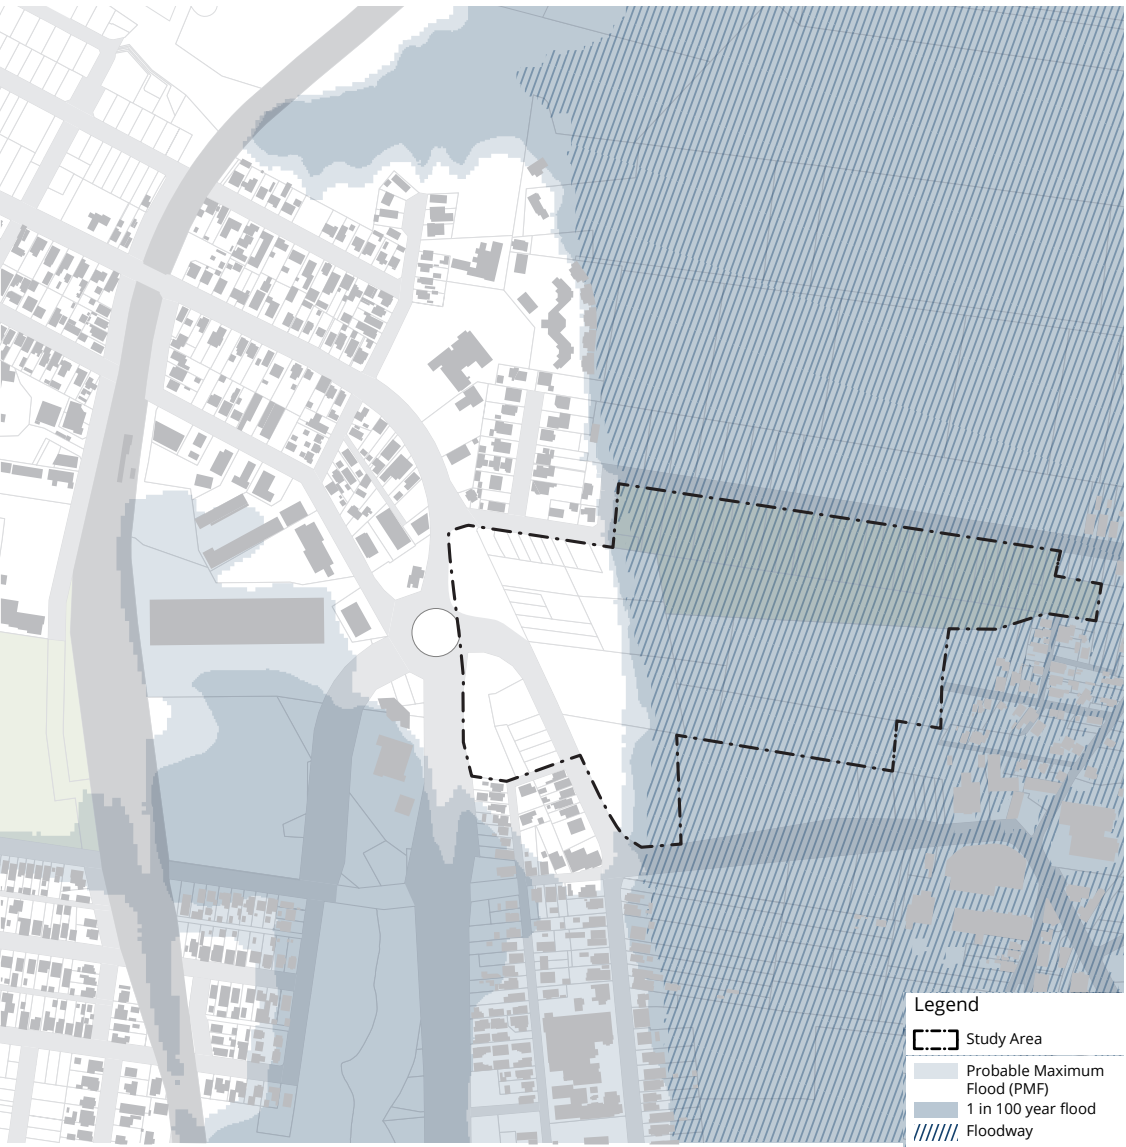 Legend
Study Area
Probable Maximum
Flood (PMF)
1 in 100 year flood
Floodway